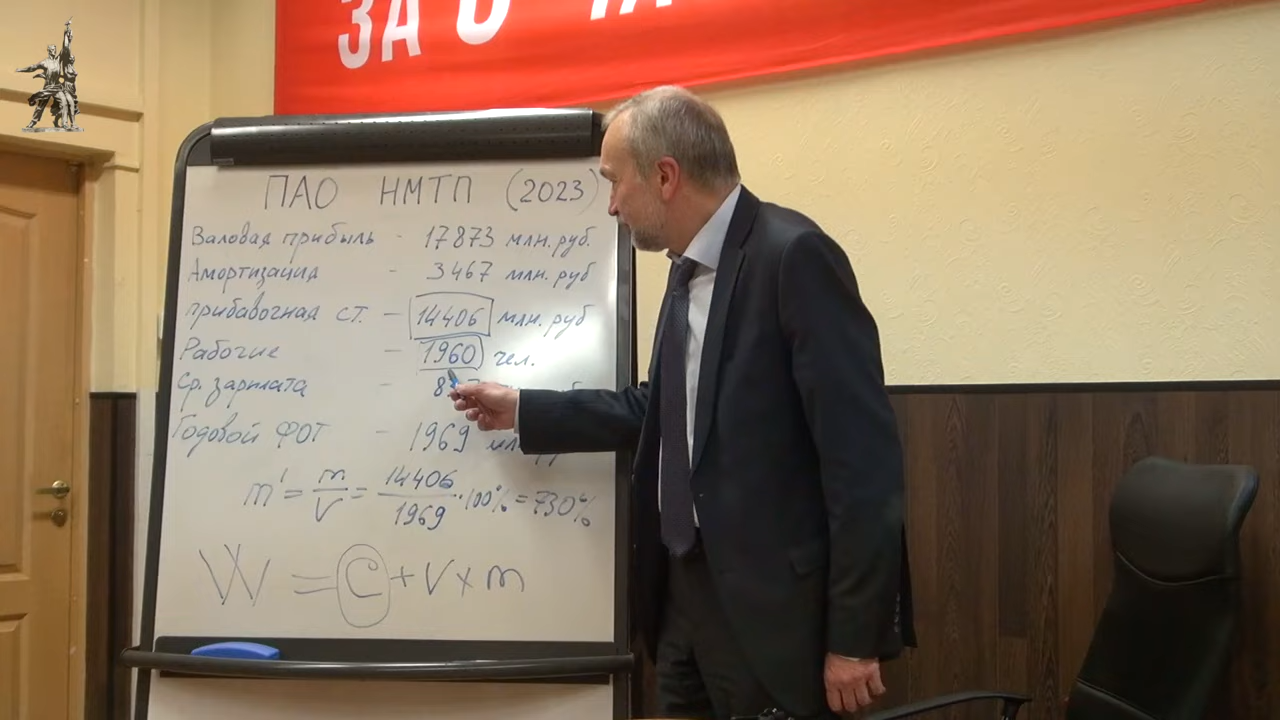 ЗА
ПАО НМТП (2023)
Валовая прибыль - 17873 млн. руб.
Амортизация - 3467 млн. руб
прибавочная ст. - 14406 млн. руб
Рабочие - 1960 чел.
Ср. зарплата -
Годовой ФОТ - 1969
m' = m/V = 14406/1969 · 100% = 730%
W = C + V x m